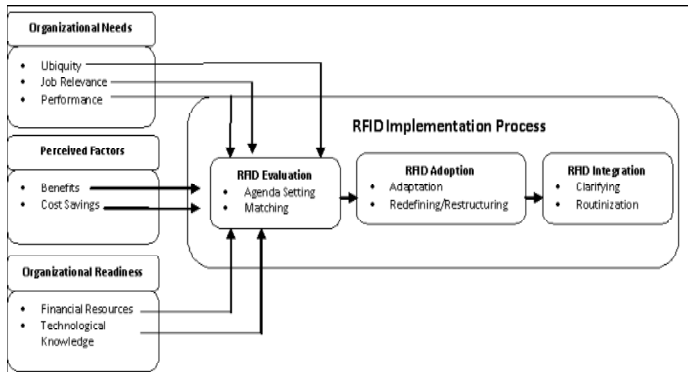 Organizational Needs
• Ubiquity
• Job Relevance
• Performance
Perceived Factors
• Benefits
• Cost Savings
Organizational Readiness
• Financial Resources
• Technological
Knowledge
RFID Implementation Process
RFID Evaluation
• Agenda Setting
• Matching
RFID Adoption
• Adaptation
• Redefining/Restructuring
RFID Integration
• Clarifying
• Routinization